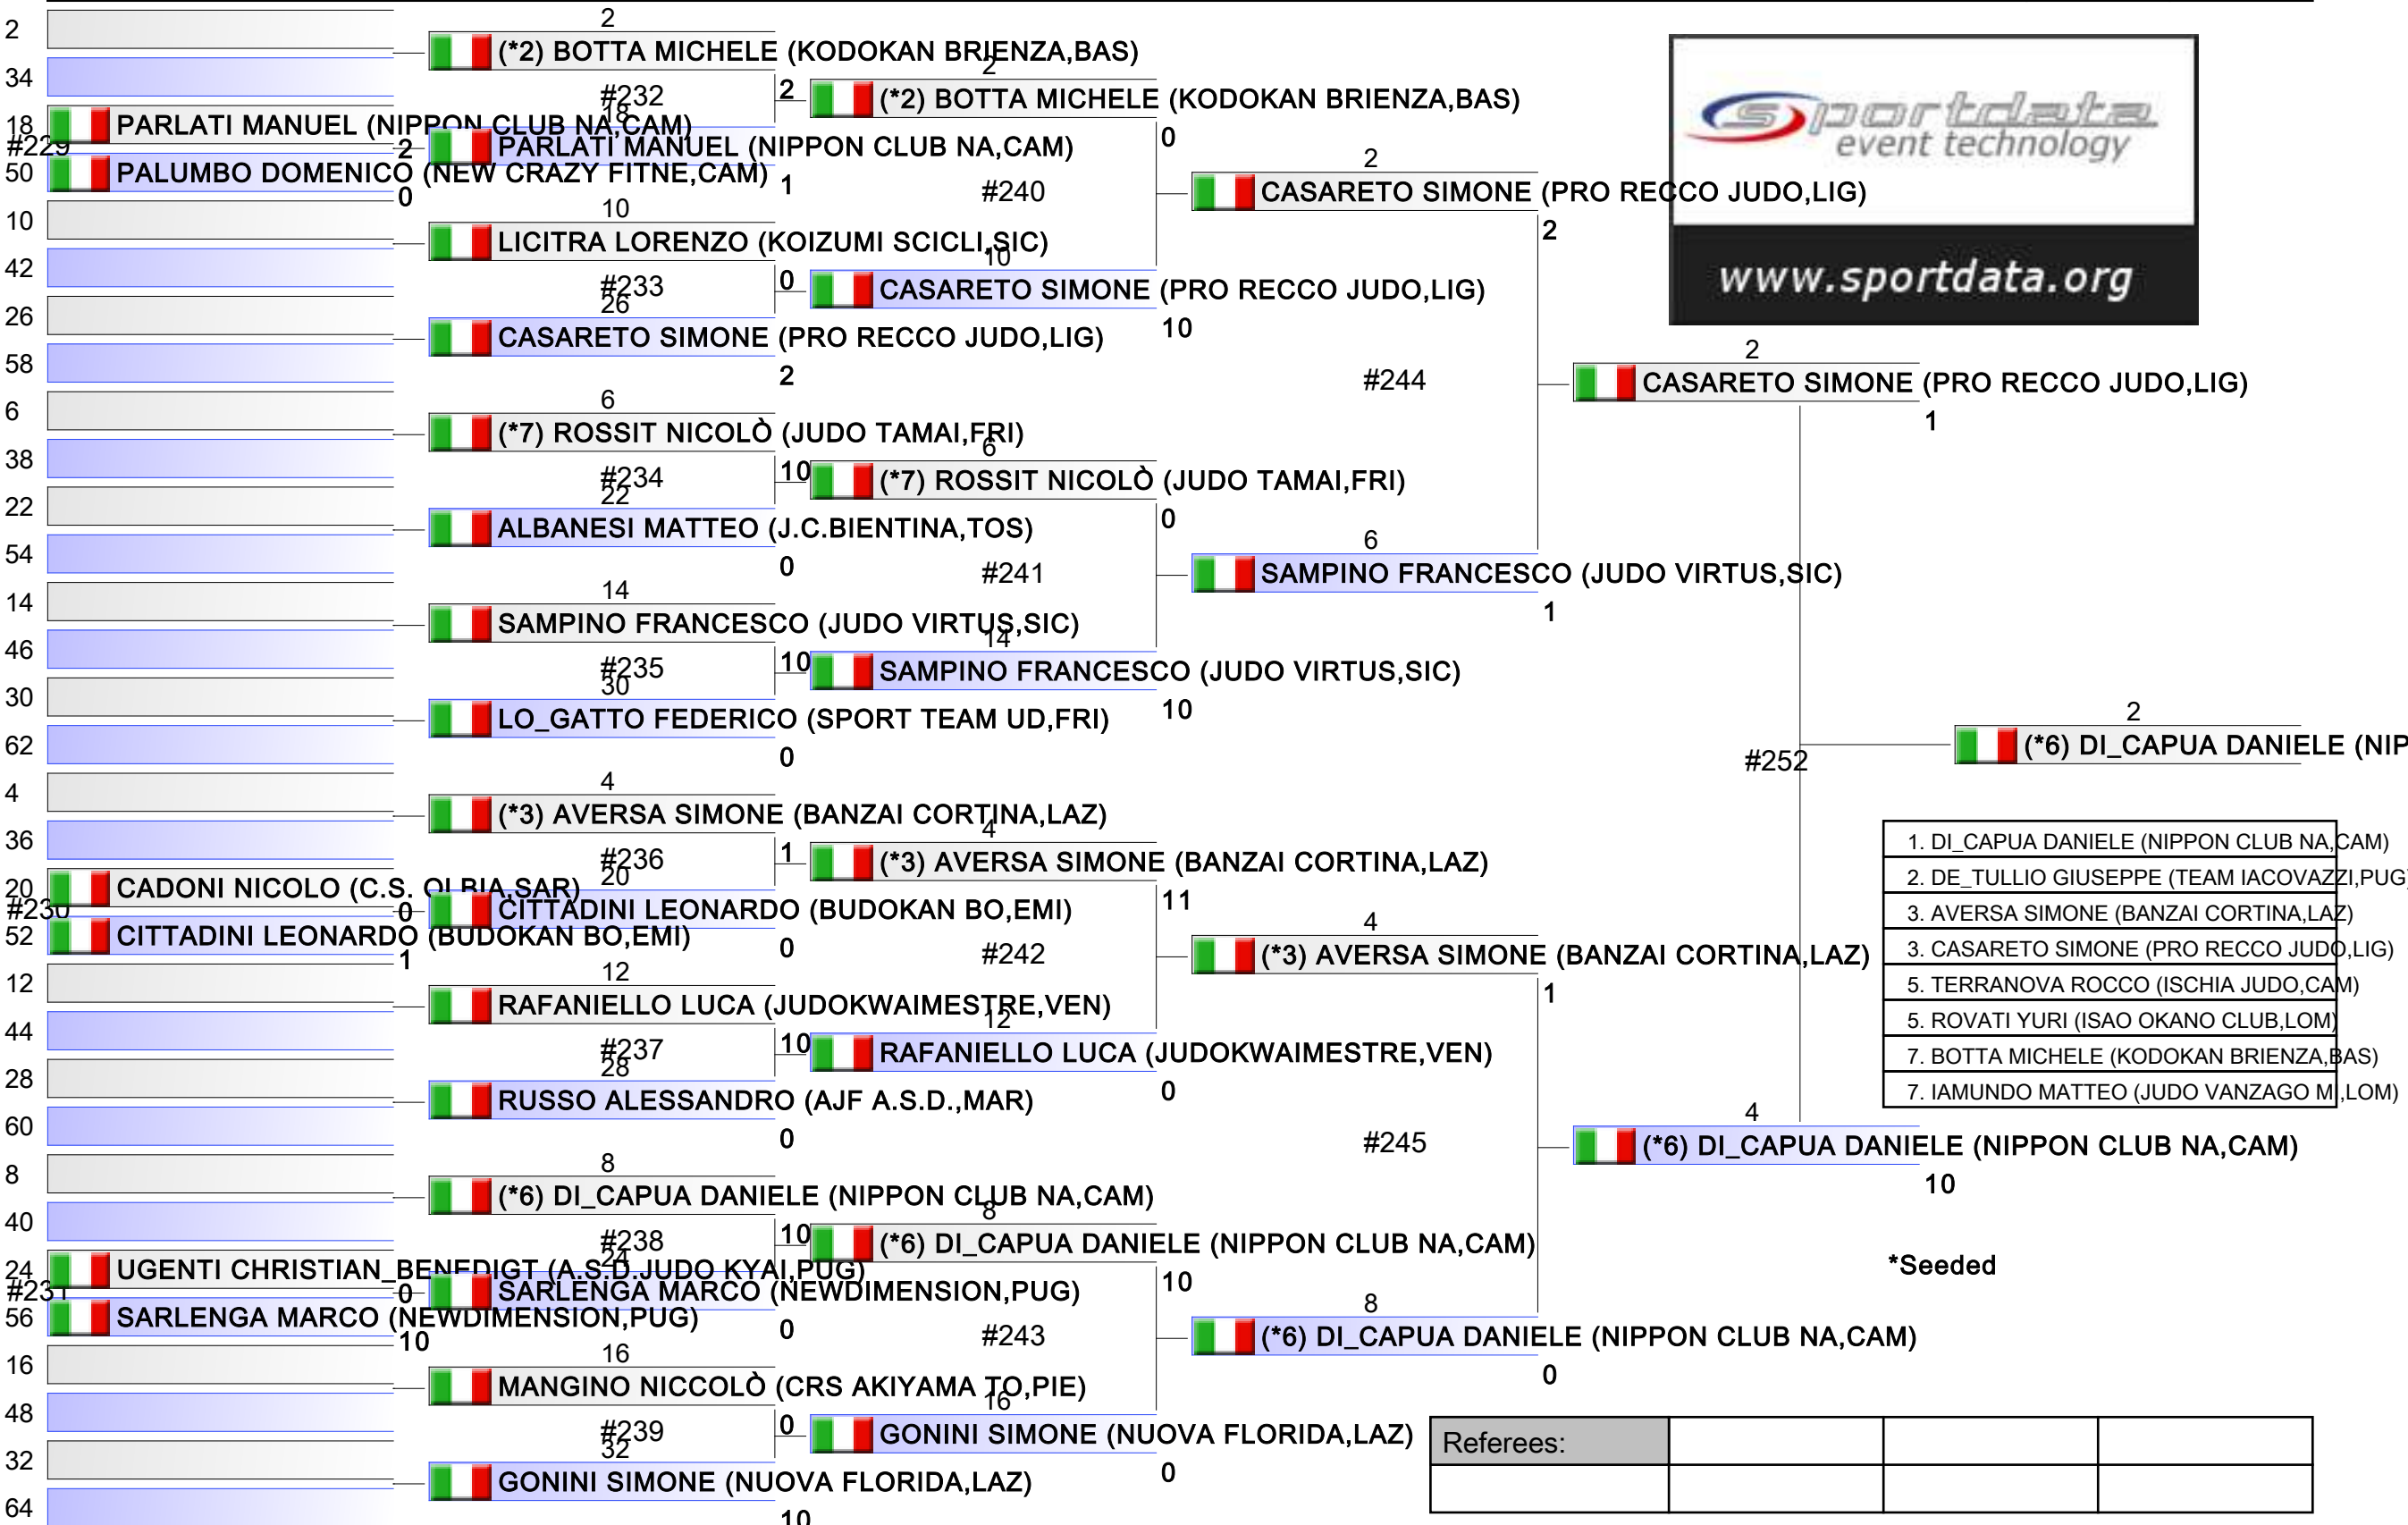 2
34
18
#229
50
10
42
26
58
6
38
22
54
14
46
30
62
4
36
20
#230
52
12
44
28
60
8
40
24
#231
56
16
48
32
64
PARLATI MANUEL (NIPPON CLUB NA,CAM)
2
PALUMBO DOMENICO (NEW CRAZY FITNE,CAM)
0
CADONI NICOLO (C.S. OLBIA,SAR)
0
CITTADINI LEONARDO (BUDOKAN BO,EMI)
1
UGENTI CHRISTIAN_BENEDIGT (A.S.D.JUDO KYAI,PUG)
0
SARLENGA MARCO (NEWDIMENSION,PUG)
10
2
(*2) BOTTA MICHELE (KODOKAN BRIENZA,BAS)
2
#232
18
PARLATI MANUEL (NIPPON CLUB NA,CAM)
1
10
LICITRA LORENZO (KOIZUMI SCICLI,SIC)
0
#233
26
CASARETO SIMONE (PRO RECCO JUDO,LIG)
2
6
(*7) ROSSIT NICOLÒ (JUDO TAMAI,FRI)
10
#234
22
ALBANESI MATTEO (J.C.BIENTINA,TOS)
0
14
SAMPINO FRANCESCO (JUDO VIRTUS,SIC)
10
#235
30
LO_GATTO FEDERICO (SPORT TEAM UD,FRI)
0
4
(*3) AVERSA SIMONE (BANZAI CORTINA,LAZ)
1
#236
20
CITTADINI LEONARDO (BUDOKAN BO,EMI)
0
12
RAFANIELLO LUCA (JUDOKWAIMESTRE,VEN)
10
#237
28
RUSSO ALESSANDRO (AJF A.S.D.,MAR)
0
8
(*6) DI_CAPUA DANIELE (NIPPON CLUB NA,CAM)
10
#238
24
SARLENGA MARCO (NEWDIMENSION,PUG)
0
16
MANGINO NICCOLÒ (CRS AKIYAMA TO,PIE)
0
#239
32
GONINI SIMONE (NUOVA FLORIDA,LAZ)
10
2
(*2) BOTTA MICHELE (KODOKAN BRIENZA,BAS)
0
#240
10
CASARETO SIMONE (PRO RECCO JUDO,LIG)
10
6
(*7) ROSSIT NICOLÒ (JUDO TAMAI,FRI)
0
#241
14
SAMPINO FRANCESCO (JUDO VIRTUS,SIC)
10
4
(*3) AVERSA SIMONE (BANZAI CORTINA,LAZ)
11
#242
12
RAFANIELLO LUCA (JUDOKWAIMESTRE,VEN)
0
8
(*6) DI_CAPUA DANIELE (NIPPON CLUB NA,CAM)
10
#243
16
GONINI SIMONE (NUOVA FLORIDA,LAZ)
0
2
CASARETO SIMONE (PRO RECCO JUDO,LIG)
2
#244
6
SAMPINO FRANCESCO (JUDO VIRTUS,SIC)
1
4
(*3) AVERSA SIMONE (BANZAI CORTINA,LAZ)
1
#245
8
(*6) DI_CAPUA DANIELE (NIPPON CLUB NA,CAM)
0
sportdata
event technology
www.sportdata.org
2
CASARETO SIMONE (PRO RECCO JUDO,LIG)
1
#252
4
(*6) DI_CAPUA DANIELE (NIPPON CLUB NA,CAM)
10
2
(*6) DI_CAPUA DANIELE (NIP
1. DI_CAPUA DANIELE (NIPPON CLUB NA,CAM)
2. DE_TULLIO GIUSEPPE (TEAM IACOVAZZI,PUG)
3. AVERSA SIMONE (BANZAI CORTINA,LAZ)
3. CASARETO SIMONE (PRO RECCO JUDO,LIG)
5. TERRANOVA ROCCO (ISCHIA JUDO,CAM)
5. ROVATI YURI (ISAO OKANO CLUB,LOM)
7. BOTTA MICHELE (KODOKAN BRIENZA,BAS)
7. IAMUNDO MATTEO (JUDO VANZAGO MI,LOM)
*Seeded
Referees: